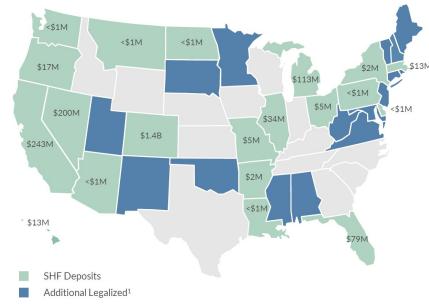 <$1M
<$1M
<$1M
$17M
$2M
$13M
$113M
<$1M
$5M
<$1M
$200M
$34M
$1.4B
$5M
$243M
<$1M
$2M
<$1M
$13M
$79M
SHF Deposits
Additional Legalized¹